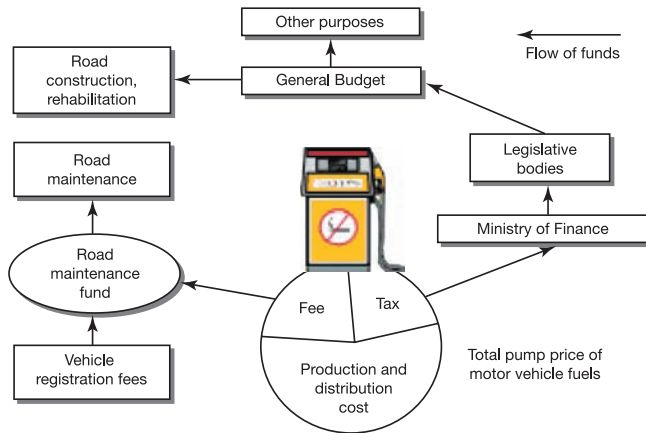 Other purposes
Flow of funds
Road
construction,
rehabilitation
General Budget
Road
maintenance
Legislative
bodies
Ministry of Finance
Road
maintenance
fund
Fee
Tax
Vehicle
registration fees
Production and
distribution
cost
Total pump price of
motor vehicle fuels